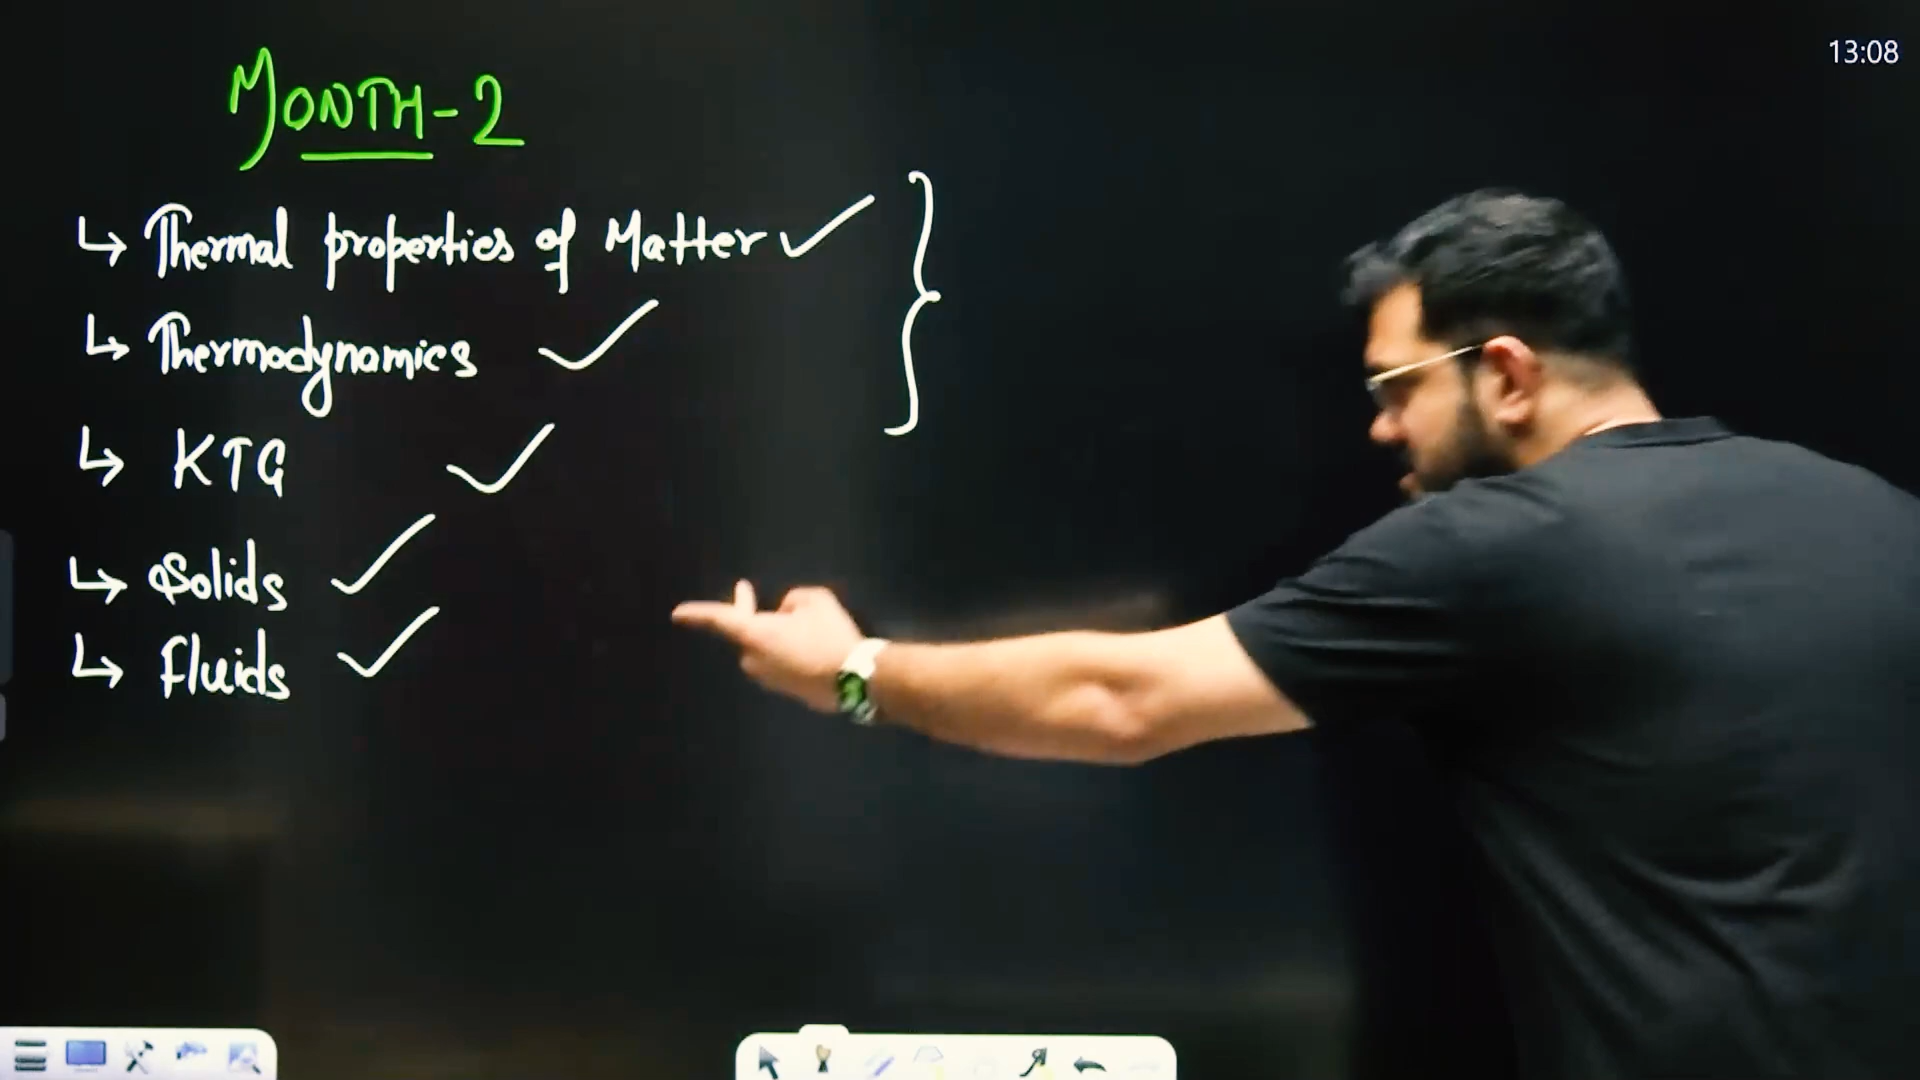 13:08
MONTH-2
↳ Thermal properties of Matter ✓
↳ Thermodynamics ✓
↳ KTG ✓
↳ Solids ✓
↳ fluids ✓